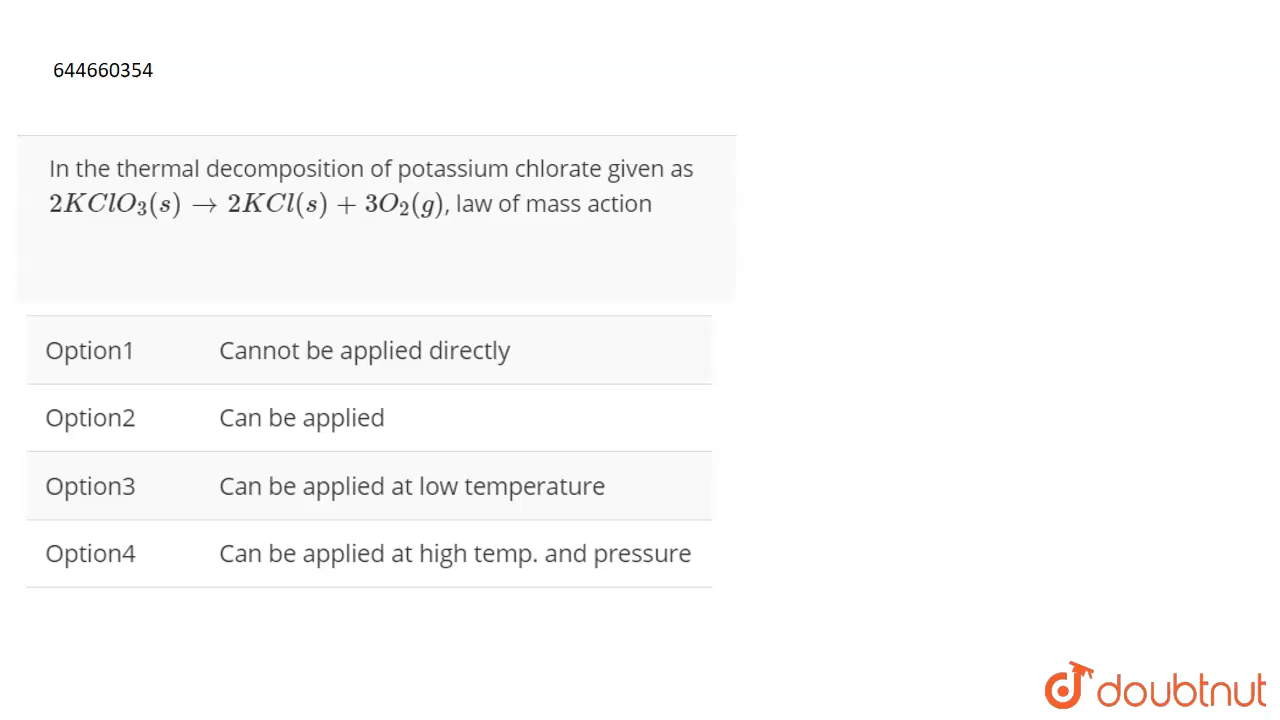 644660354
In the thermal decomposition of potassium chlorate given as
2KClO₃(s) → 2KCl(s) + 3O₂(g), law of mass action
Option1 Cannot be applied directly
Option2 Can be applied
Option3 Can be applied at low temperature
Option4 Can be applied at high temp. and pressure
doubtnut